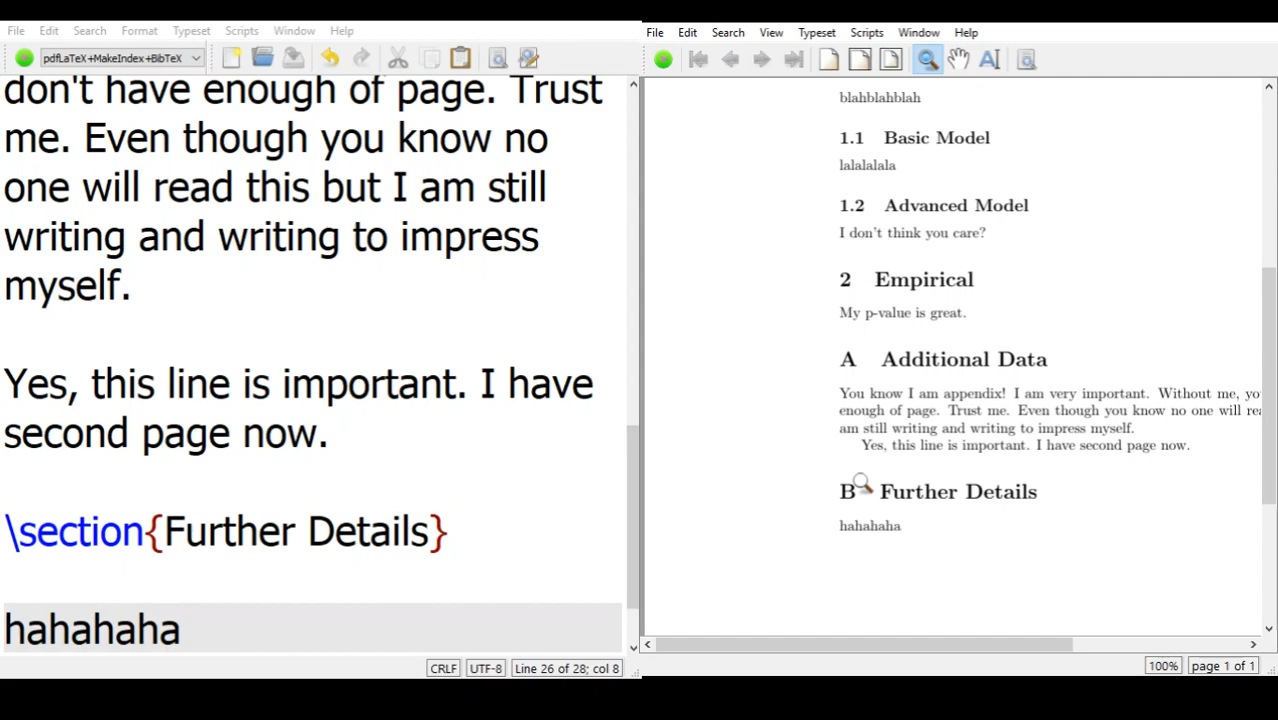 File Edit Search Format Typeset Scripts Window Help
pdfLaTeX+MakeIndex+BibTeX
don't have enough of page. Trust
me. Even though you know no
one will read this but I am still
writing and writing to impress
myself.
Yes, this line is important. I have
second page now.
\section{Further Details}
hahahaha
CRLF UTF-8 Line 26 of 28; col 8
File Edit Search View Typeset Scripts Window Help
blahblahblah
1.1 Basic Model
lalalalala
1.2 Advanced Model
I don't think you care?
2 Empirical
My p-value is great.
A Additional Data
You know I am appendix! I am very important. Without me, yo
enough of page. Trust me. Even though you know no one will rea
am still writing and writing to impress myself.
Yes, this line is important. I have second page now.
B Further Details
hahahaha
100% page 1 of 1